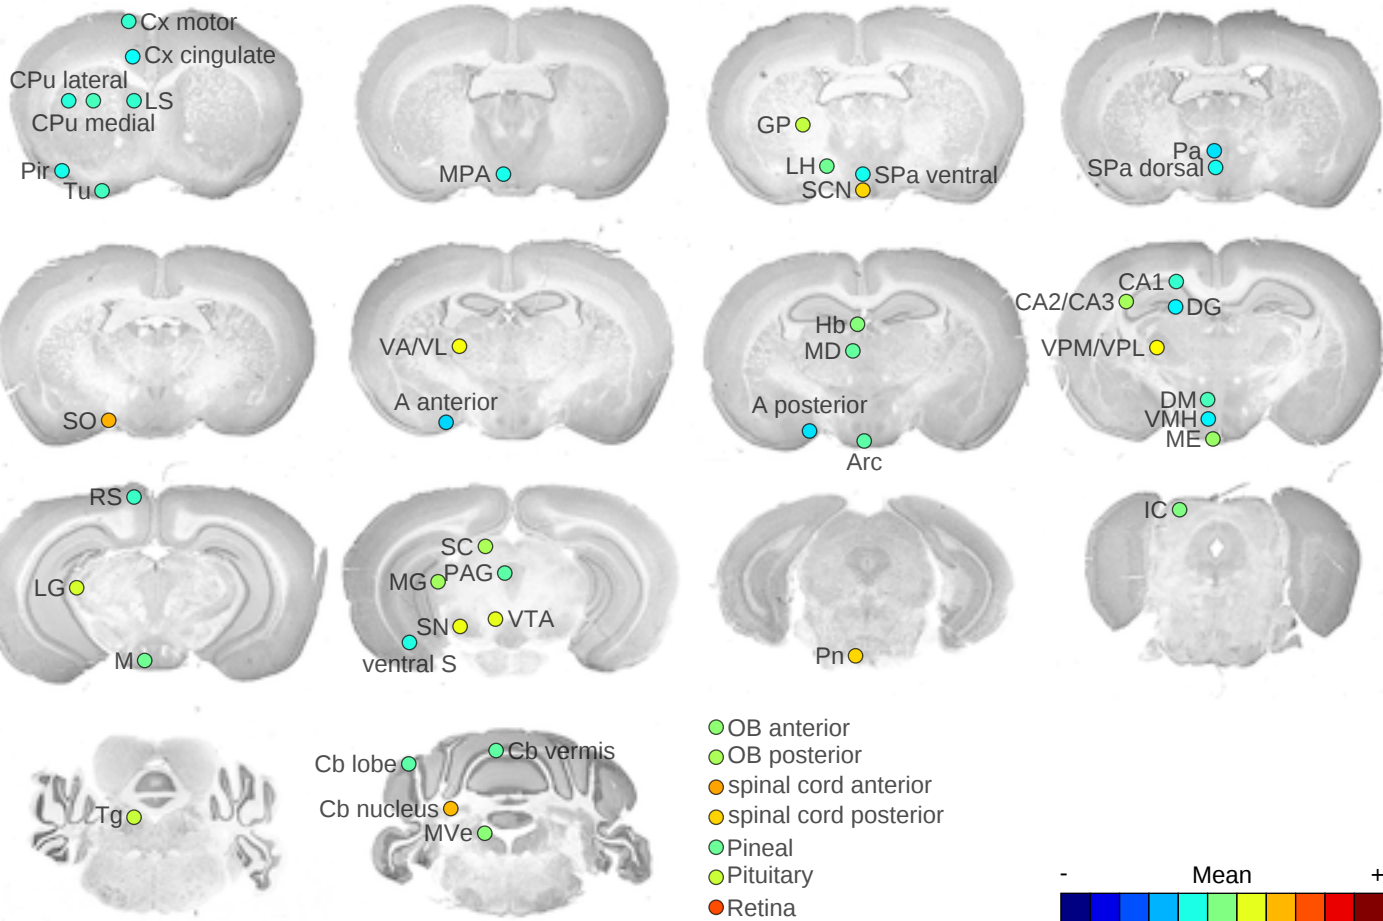 Cx motor
Cx cingulate
CPu lateral
LS
CPu medial
Pir
Tu
MPA
GP
LH
SPa ventral
SCN
Pa
SPa dorsal
SO
VA/VL
A anterior
Hb
MD
A posterior
Arc
CA1
CA2/CA3
DG
VPM/VPL
DM
VMH
ME
RS
LG
M
SC
PAG
MG
SN
VTA
ventral S
Pn
IC
Tg
Cb vermis
Cb lobe
Cb nucleus
MVe
OB anterior
OB posterior
spinal cord anterior
spinal cord posterior
Pineal
Pituitary
Retina
- Mean +